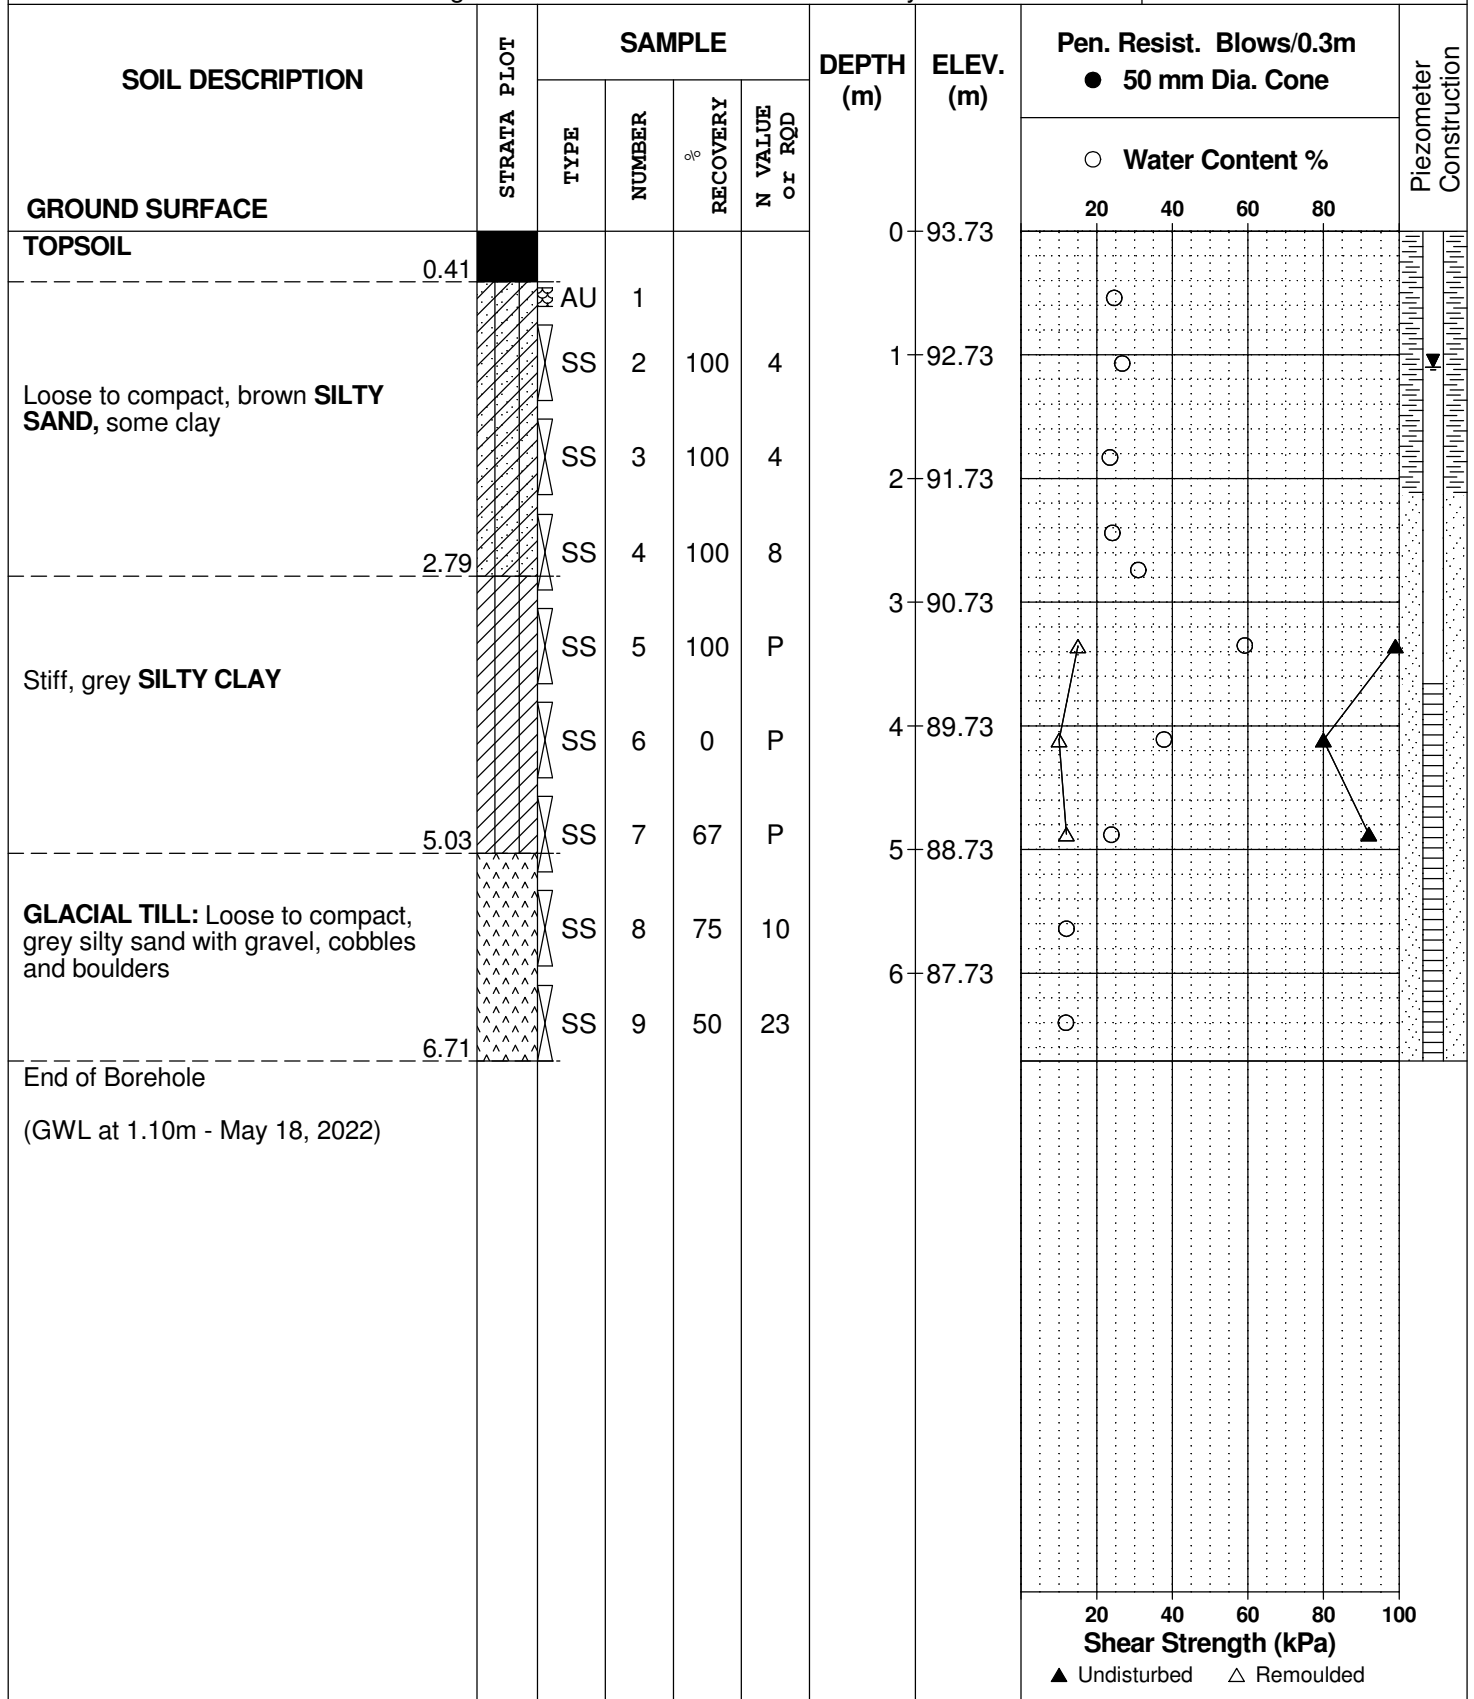 SOIL DESCRIPTION
GROUND SURFACE
STRATA PLOT
SAMPLE
TYPE
NUMBER
%
RECOVERY
N VALUE
or RQD
DEPTH
(m)
ELEV.
(m)
Pen. Resist. Blows/0.3m
● 50 mm Dia. Cone
○ Water Content %
20 40 60 80
Piezometer
Construction
0 93.73
TOPSOIL
0.41
AU 1
SS 2 100 4
1 92.73
Loose to compact, brown SILTY
SAND, some clay
SS 3 100 4
2 91.73
SS 4 100 8
2.79
3 90.73
SS 5 100 P
Stiff, grey SILTY CLAY
4 89.73
SS 6 0 P
SS 7 67 P
5.03
5 88.73
GLACIAL TILL: Loose to compact,
grey silty sand with gravel, cobbles
and boulders
SS 8 75 10
6 87.73
SS 9 50 23
6.71
End of Borehole
(GWL at 1.10m - May 18, 2022)
20 40 60 80 100
Shear Strength (kPa)
▲ Undisturbed △ Remoulded